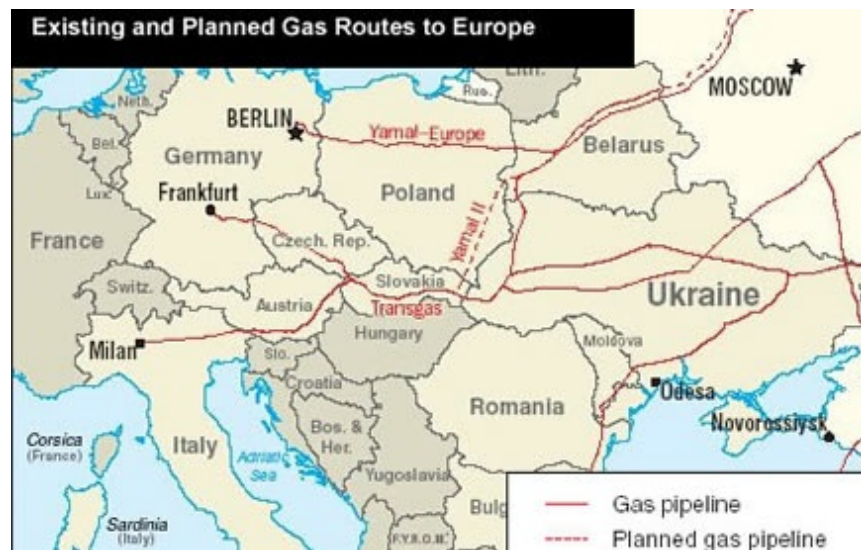 Existing and Planned Gas Routes to Europe
Lith.
Rus.
MOSCOW
Neth.
BERLIN
Yamal-Europe
Belarus
Bel.
Germany
Lux.
Frankfurt
Poland
Yamal II
France
Czech. Rep.
Slovakia
Ukraine
Switz.
Austria
Transgas
Hungary
Moldova
Milan
Slo.
Croatia
Odesa
Romania
Novorossiysk
Corsica
(France)
Italy
Bos. &
Her.
Adriatic
Sea
Yugoslavia
Bulg
Gas pipeline
Sardinia
(Italy)
F.Y.R.O.M.
Planned gas pipeline